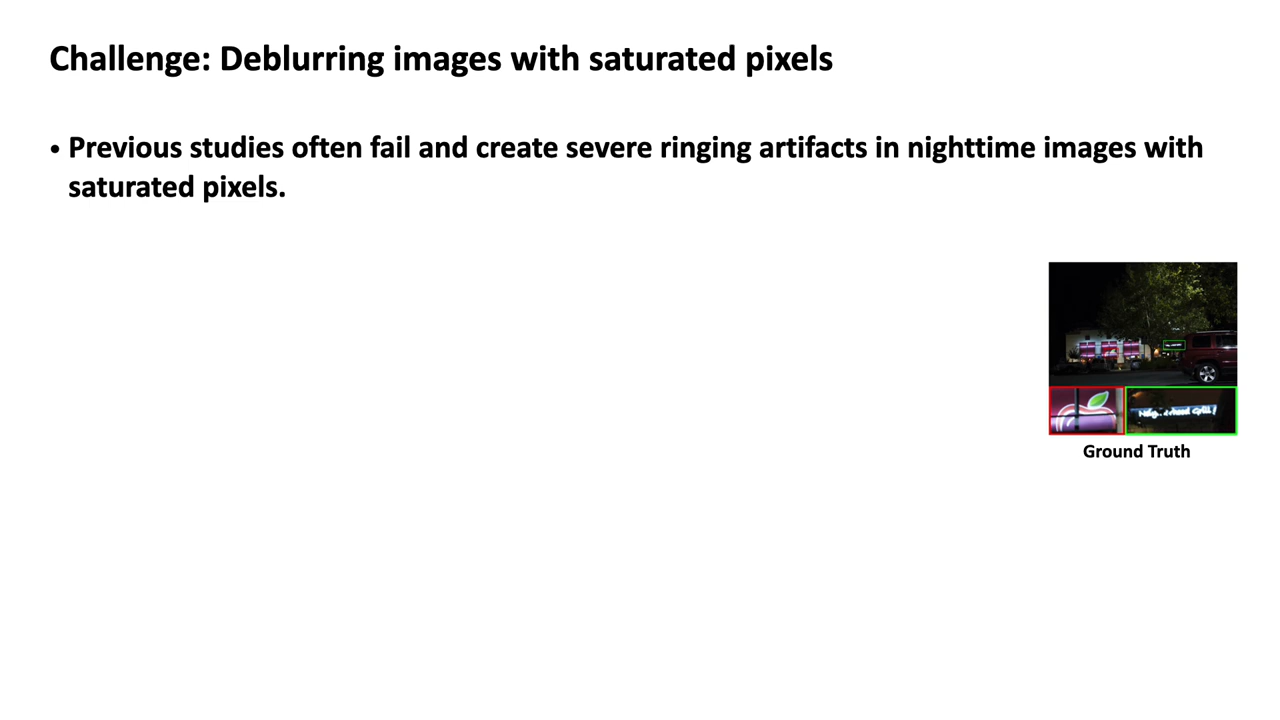 Challenge: Deblurring images with saturated pixels
• Previous studies often fail and create severe ringing artifacts in nighttime images with
saturated pixels.
Grill
Ground Truth